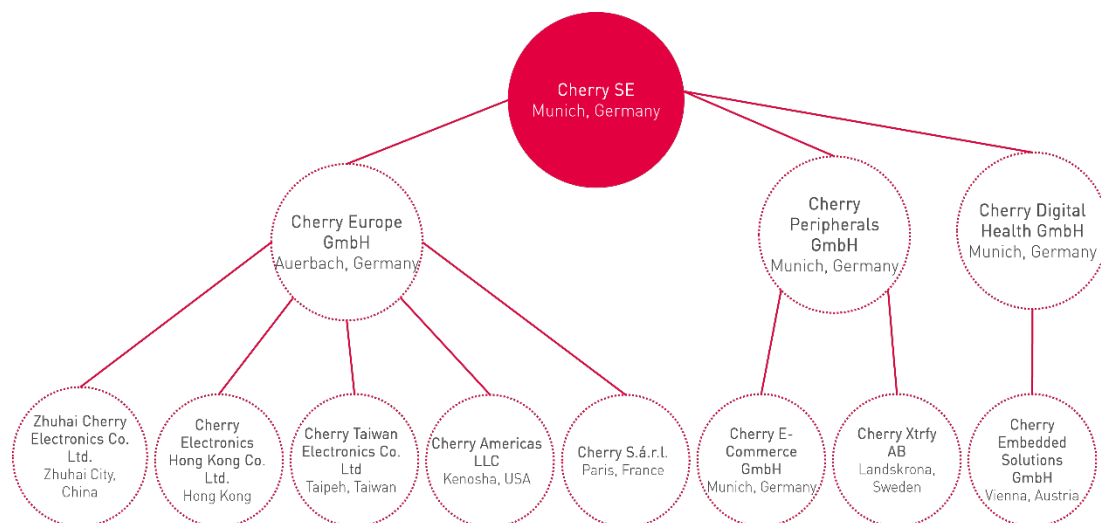 Cherry SE
Munich, Germany
Cherry Europe
GmbH
Auerbach, Germany
Cherry
Peripherals
GmbH
Munich, Germany
Cherry Digital
Health GmbH
Munich, Germany
Zhuhai Cherry
Electronics Co.
Ltd.
Zhuhai City,
China
Cherry
Electronics
Hong Kong Co.
Ltd.
Hong Kong
Cherry Taiwan
Electronics Co.
Ltd
Taipeh, Taiwan
Cherry Americas
LLC
Kenosha, USA
Cherry S.á.r.l.
Paris, France
Cherry E-
Commerce
GmbH
Munich, Germany
Cherry Xtrfy
AB
Landskrona,
Sweden
Cherry
Embedded
Solutions
GmbH
Vienna, Austria